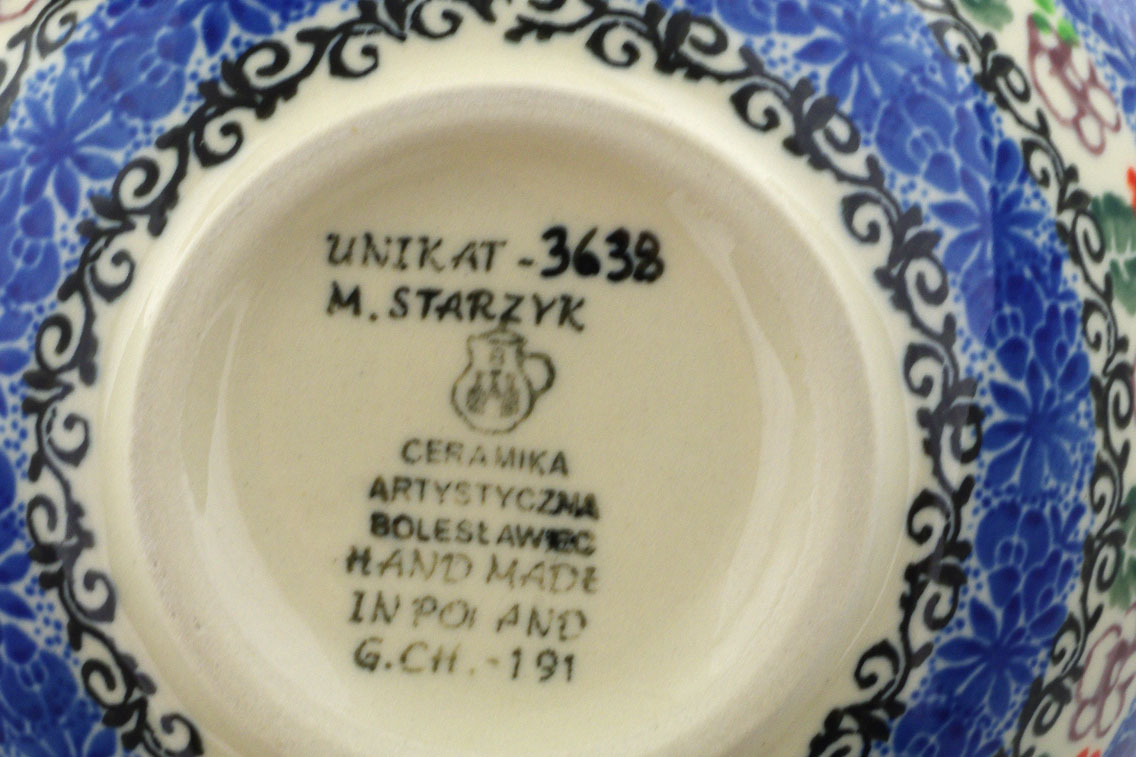 UNIKAT -3638
M. STARZYK
CERAMIKA
ARTYSTYCZNA
BOLESŁAWIEC
HAND MADE
IN POLAND
G.CH.-191